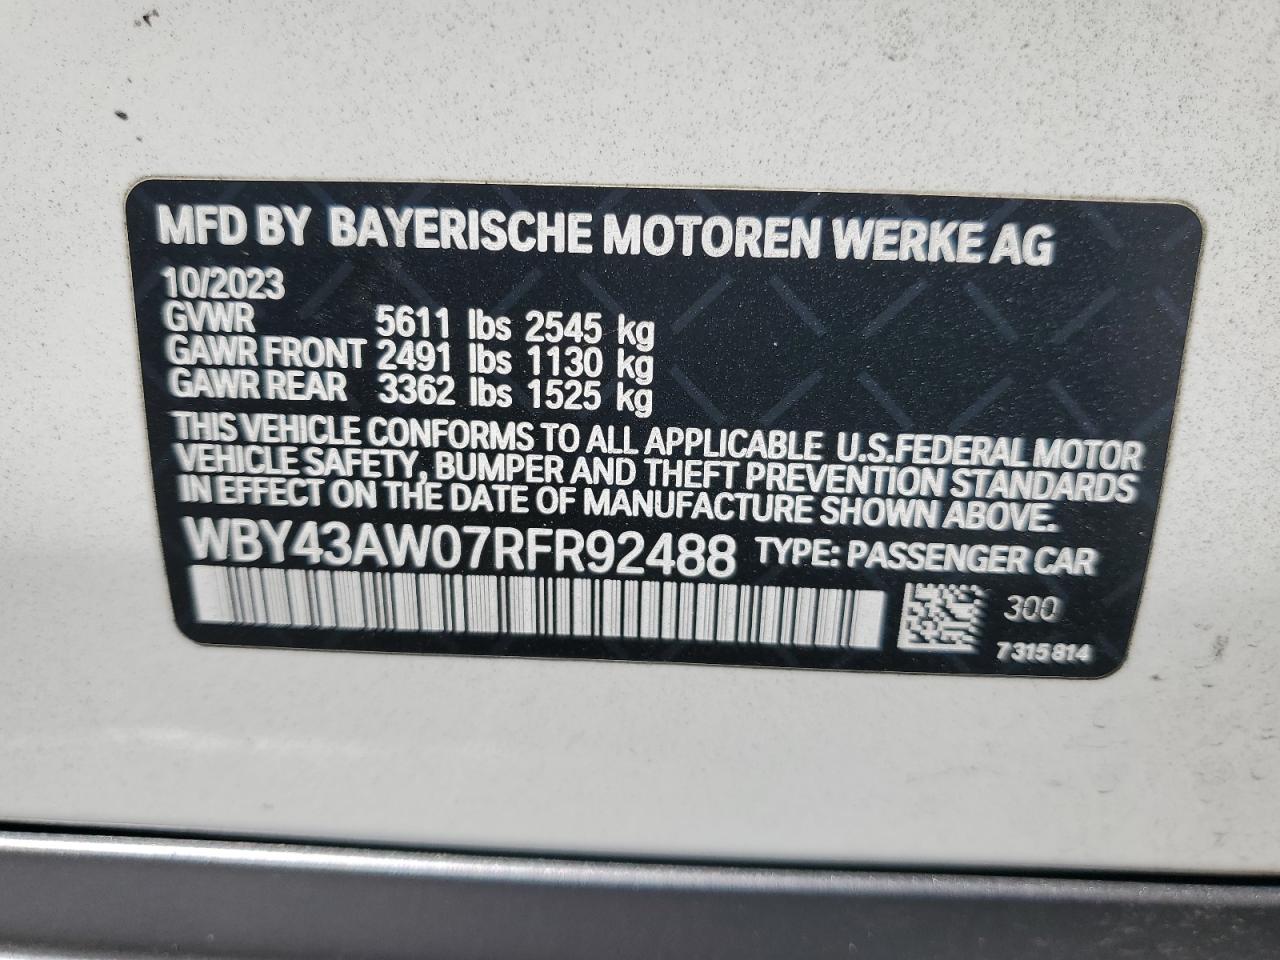 MFD BY BAYERISCHE MOTOREN WERKE AG
10/2023
GVWR 5611 lbs 2545 kg
GAWR FRONT 2491 lbs 1130 kg
GAWR REAR 3362 lbs 1525 kg
THIS VEHICLE CONFORMS TO ALL APPLICABLE U.S.FEDERAL MOTOR
VEHICLE SAFETY, BUMPER AND THEFT PREVENTION STANDARDS
IN EFFECT ON THE DATE OF MANUFACTURE SHOWN ABOVE.
WBY43AW07RFR92488 TYPE: PASSENGER CAR
300
7315814